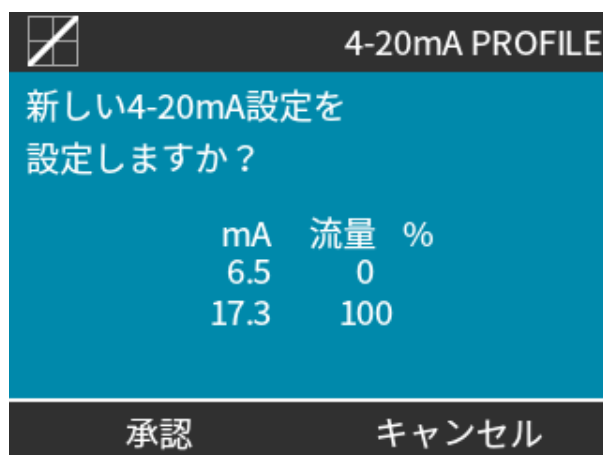 4-20mA PROFILE
新しい4-20mA設定を
設定しますか？
mA 流量 %
6.5 0
17.3 100
承認 キャンセル